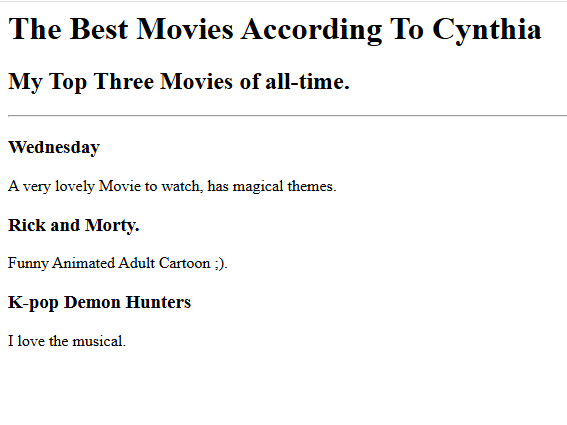 The Best Movies According To Cynthia
My Top Three Movies of all-time.
Wednesday
A very lovely Movie to watch, has magical themes.
Rick and Morty.
Funny Animated Adult Cartoon ;).
K-pop Demon Hunters
I love the musical.